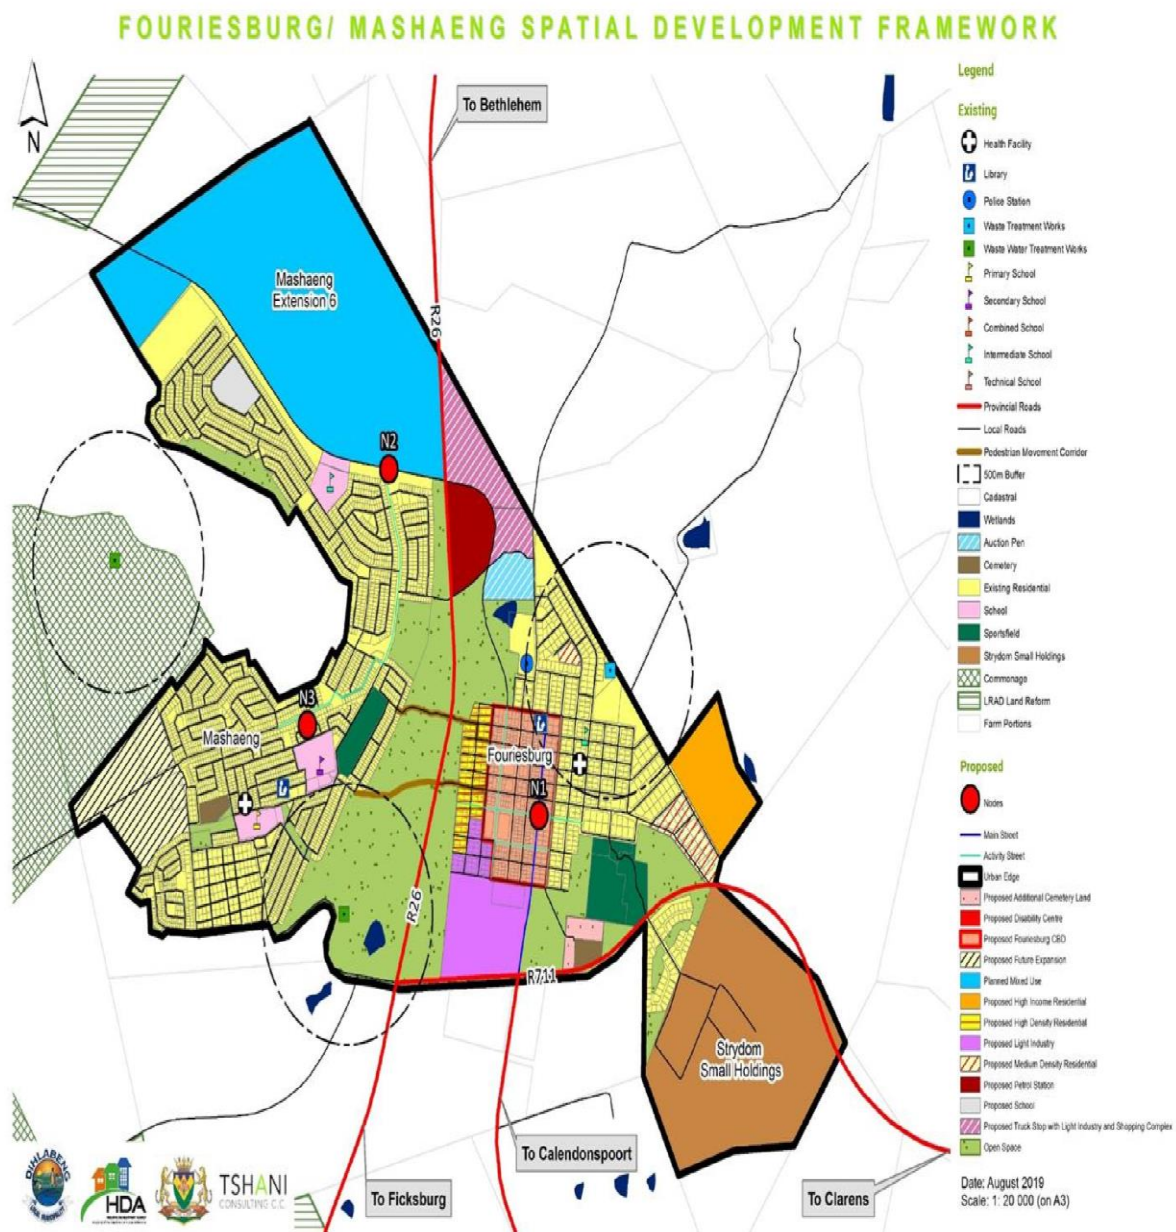 FOURIESBURG/ MASHAENG SPATIAL DEVELOPMENT FRAMEWORK
N
To Bethlehem
Mashaeng
Extension 6
R26
N2
N3
Mashaeng
Fouriesburg
N1
R26
R711
Strydom
Small Holdings
To Calendonspoort
To Ficksburg
To Clarens
Legend
Existing
Health Facility
Library
Police Station
Waste Treatment Works
Waste Water Treatment Works
Primary School
Secondary School
Combined School
Intermediate School
Technical School
Provincial Roads
Local Roads
Pedestrian Movement Corridor
500m Buffer
Cadastral
Wetlands
Auction Pen
Cemetery
Existing Residential
School
Sportsfield
Strydom Small Holdings
Commonage
LRAD Land Reform
Farm Portions
Proposed
Nodes
Main Street
Activity Street
Urban Edge
Proposed Additional Cemetery Land
Proposed Disability Centre
Proposed Fouriesburg CBD
Proposed Future Expansion
Planned Mixed Use
Proposed High Income Residential
Proposed High Density Residential
Proposed Light Industry
Proposed Medium Density Residential
Proposed Petrol Station
Proposed School
Proposed Truck Stop with Light Industry and Shopping Complex
Open Space
Date: August 2019
Scale: 1: 20 000 (on A3)
DIHLABENG
HDA
TSHANI
CONSULTING C.C.